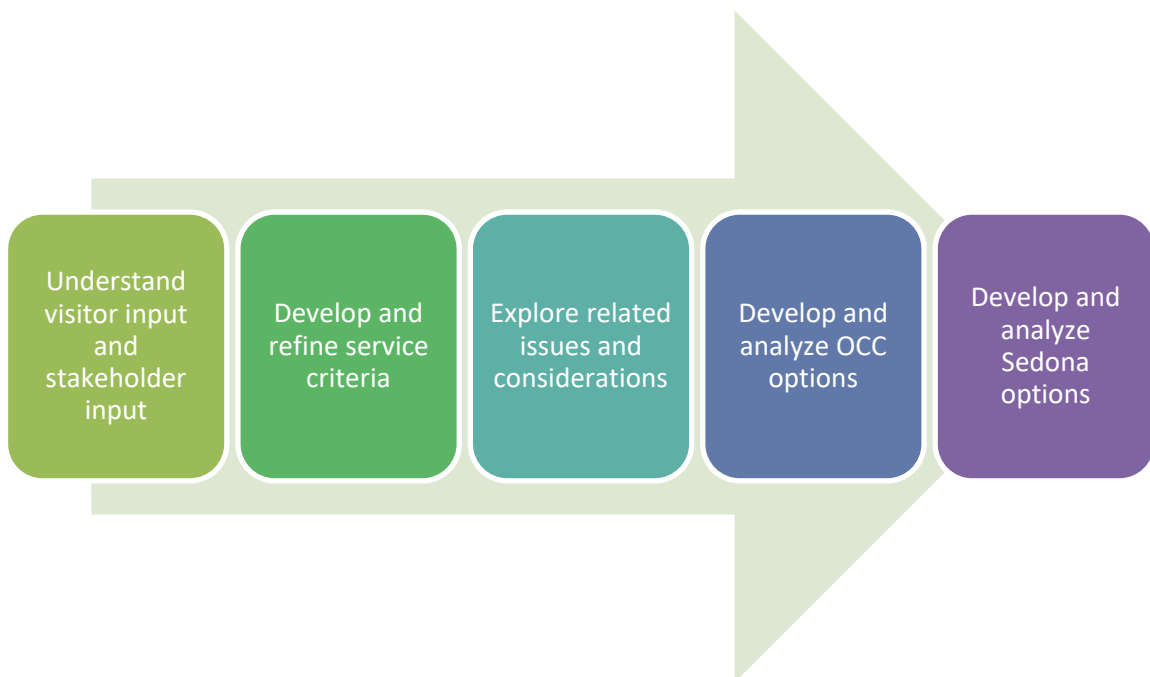 Understand
visitor input
and
stakeholder
input
Develop and
refine service
criteria
Explore related
issues and
considerations
Develop and
analyze OCC
options
Develop and
analyze
Sedona
options